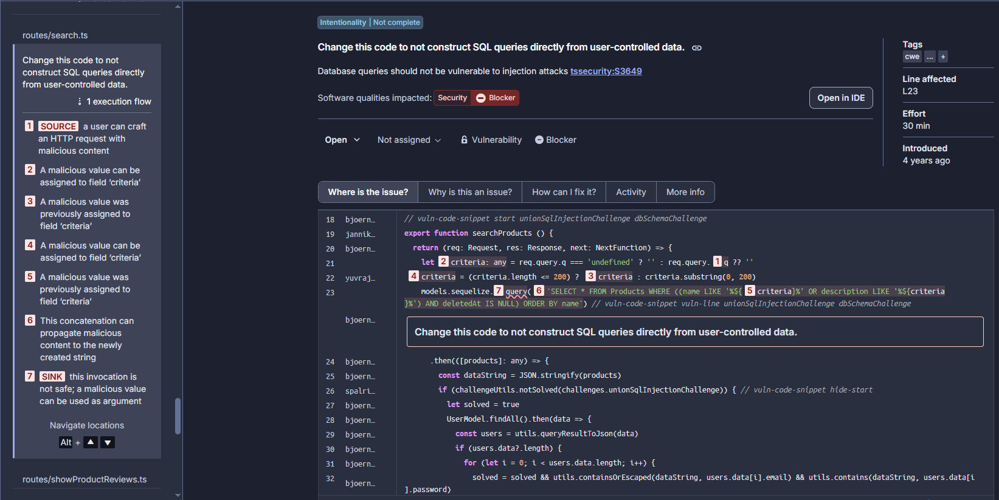 routes/search.ts
Change this code to not
construct SQL queries directly
from user-controlled data.
1 execution flow
1 SOURCE a user can craft
an HTTP request with
malicious content
2 A malicious value can be
assigned to field ‘criteria’
3 A malicious value was
previously assigned to
field ‘criteria’
4 A malicious value can be
assigned to field ‘criteria’
5 A malicious value was
previously assigned to
field ‘criteria’
6 This concatenation can
propagate malicious
content to the newly
created string
7 SINK this invocation is
not safe; a malicious value
can be used as argument
Navigate locations
Alt + ▲ ▼
routes/showProductReviews.ts
Intentionality | Not complete
Change this code to not construct SQL queries directly from user-controlled data.
Database queries should not be vulnerable to injection attacks tssecurity:S3649
Software qualities impacted: Security Blocker
Open in IDE
Open Not assigned Vulnerability Blocker
Tags
cwe ... +
Line affected
L23
Effort
30 min
Introduced
4 years ago
Where is the issue? Why is this an issue? How can I fix it? Activity More info
18 bjoern… // vuln-code-snippet start unionSqlInjectionChallenge dbSchemaChallenge
19 jannik… export function searchProducts () {
20 bjoern… return (req: Request, res: Response, next: NextFunction) => {
21 let 2 criteria: any = req.query.q === 'undefined' ? '' : req.query. 1 q ?? ''
22 yuvraj… 4 criteria = (criteria.length <= 200) ? 3 criteria : criteria.substring(0, 200)
23 models.sequelize. 7 query( 6 `SELECT * FROM Products WHERE ((name LIKE '%${ 5 criteria}%' OR description LIKE '%${criteria
}%') AND deletedAt IS NULL) ORDER BY name`) // vuln-code-snippet vuln-line unionSqlInjectionChallenge dbSchemaChallenge
bjoern…
Change this code to not construct SQL queries directly from user-controlled data.
24 bjoern… .then(([products]: any) => {
25 bjoern… const dataString = JSON.stringify(products)
26 spalri… if (challengeUtils.notSolved(challenges.unionSqlInjectionChallenge)) { // vuln-code-snippet hide-start
27 bjoern… let solved = true
28 bjoern… UserModel.findAll().then(data => {
29 bjoern… const users = utils.queryResultToJson(data)
30 bjoern… if (users.data?.length) {
31 bjoern… for (let i = 0; i < users.data.length; i++) {
32 bjoern… solved = solved && utils.containsOrEscaped(dataString, users.data[i].email) && utils.contains(dataString, users.data[i
].password)